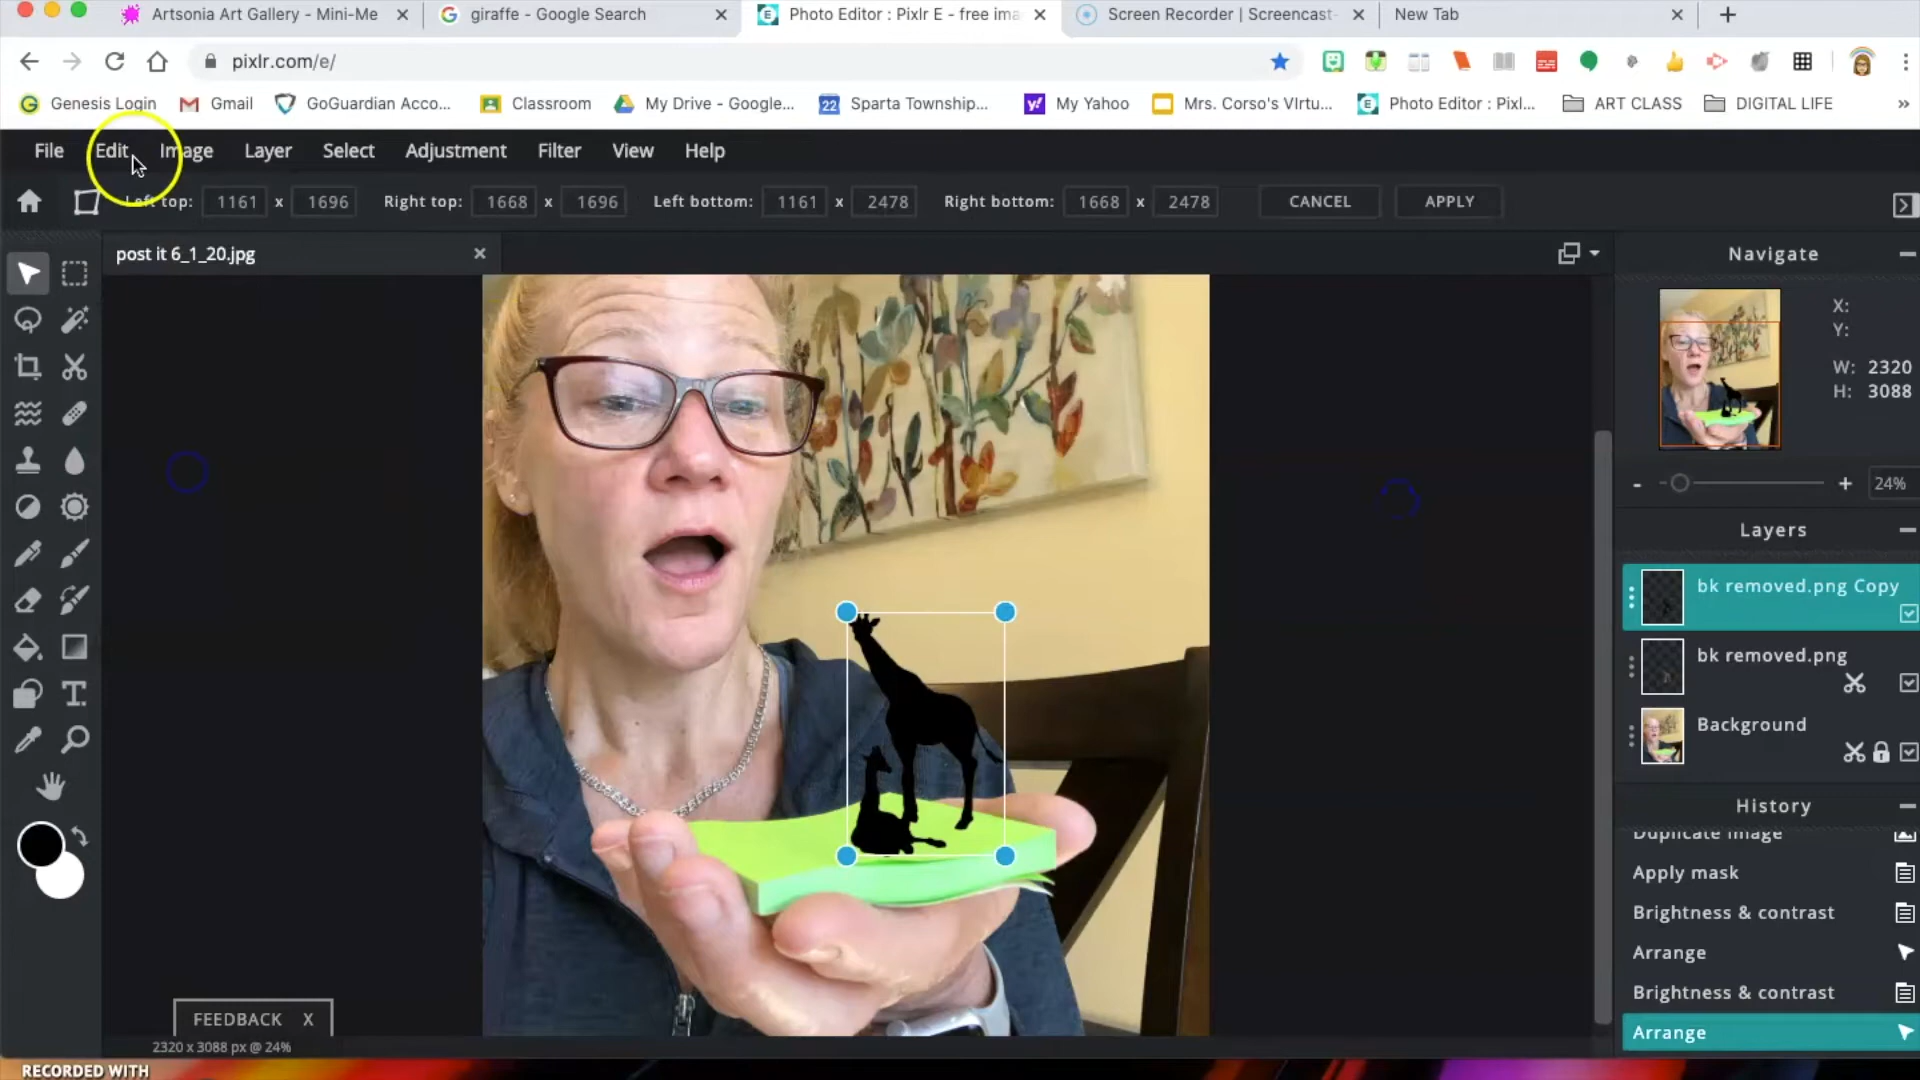 Artsonia Art Gallery - Mini-Me
giraffe - Google Search
Photo Editor : Pixlr E - free ima
Screen Recorder | Screencast-
New Tab
pixlr.com/e/
Genesis Login
Gmail
GoGuardian Acco...
Classroom
My Drive - Google...
22 Sparta Township...
My Yahoo
Mrs. Corso's VIrtu...
Photo Editor : Pixl...
ART CLASS
DIGITAL LIFE
File Edit Image Layer Select Adjustment Filter View Help
Left top: 1161 x 1696 Right top: 1668 x 1696 Left bottom: 1161 x 2478 Right bottom: 1668 x 2478 CANCEL APPLY
post it 6_1_20.jpg
Navigate
X:
Y:
W: 2320
H: 3088
- + 24%
Layers
bk removed.png Copy
bk removed.png
Background
History
Duplicate image
Apply mask
Brightness & contrast
Arrange
Brightness & contrast
Arrange
FEEDBACK X
2320 x 3088 px @ 24%
RECORDED WITH